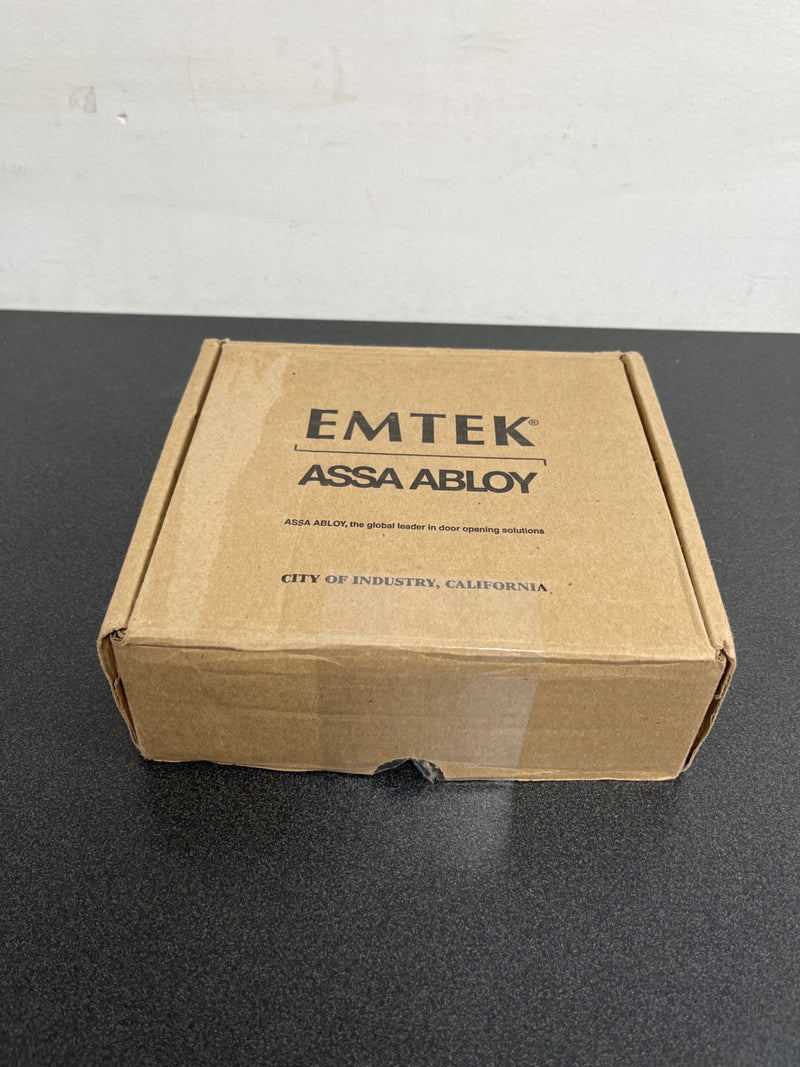 EMTEK®
ASSA ABLOY
ASSA ABLOY, the global leader in door opening solutions
CITY OF INDUSTRY, CALIFORNIA